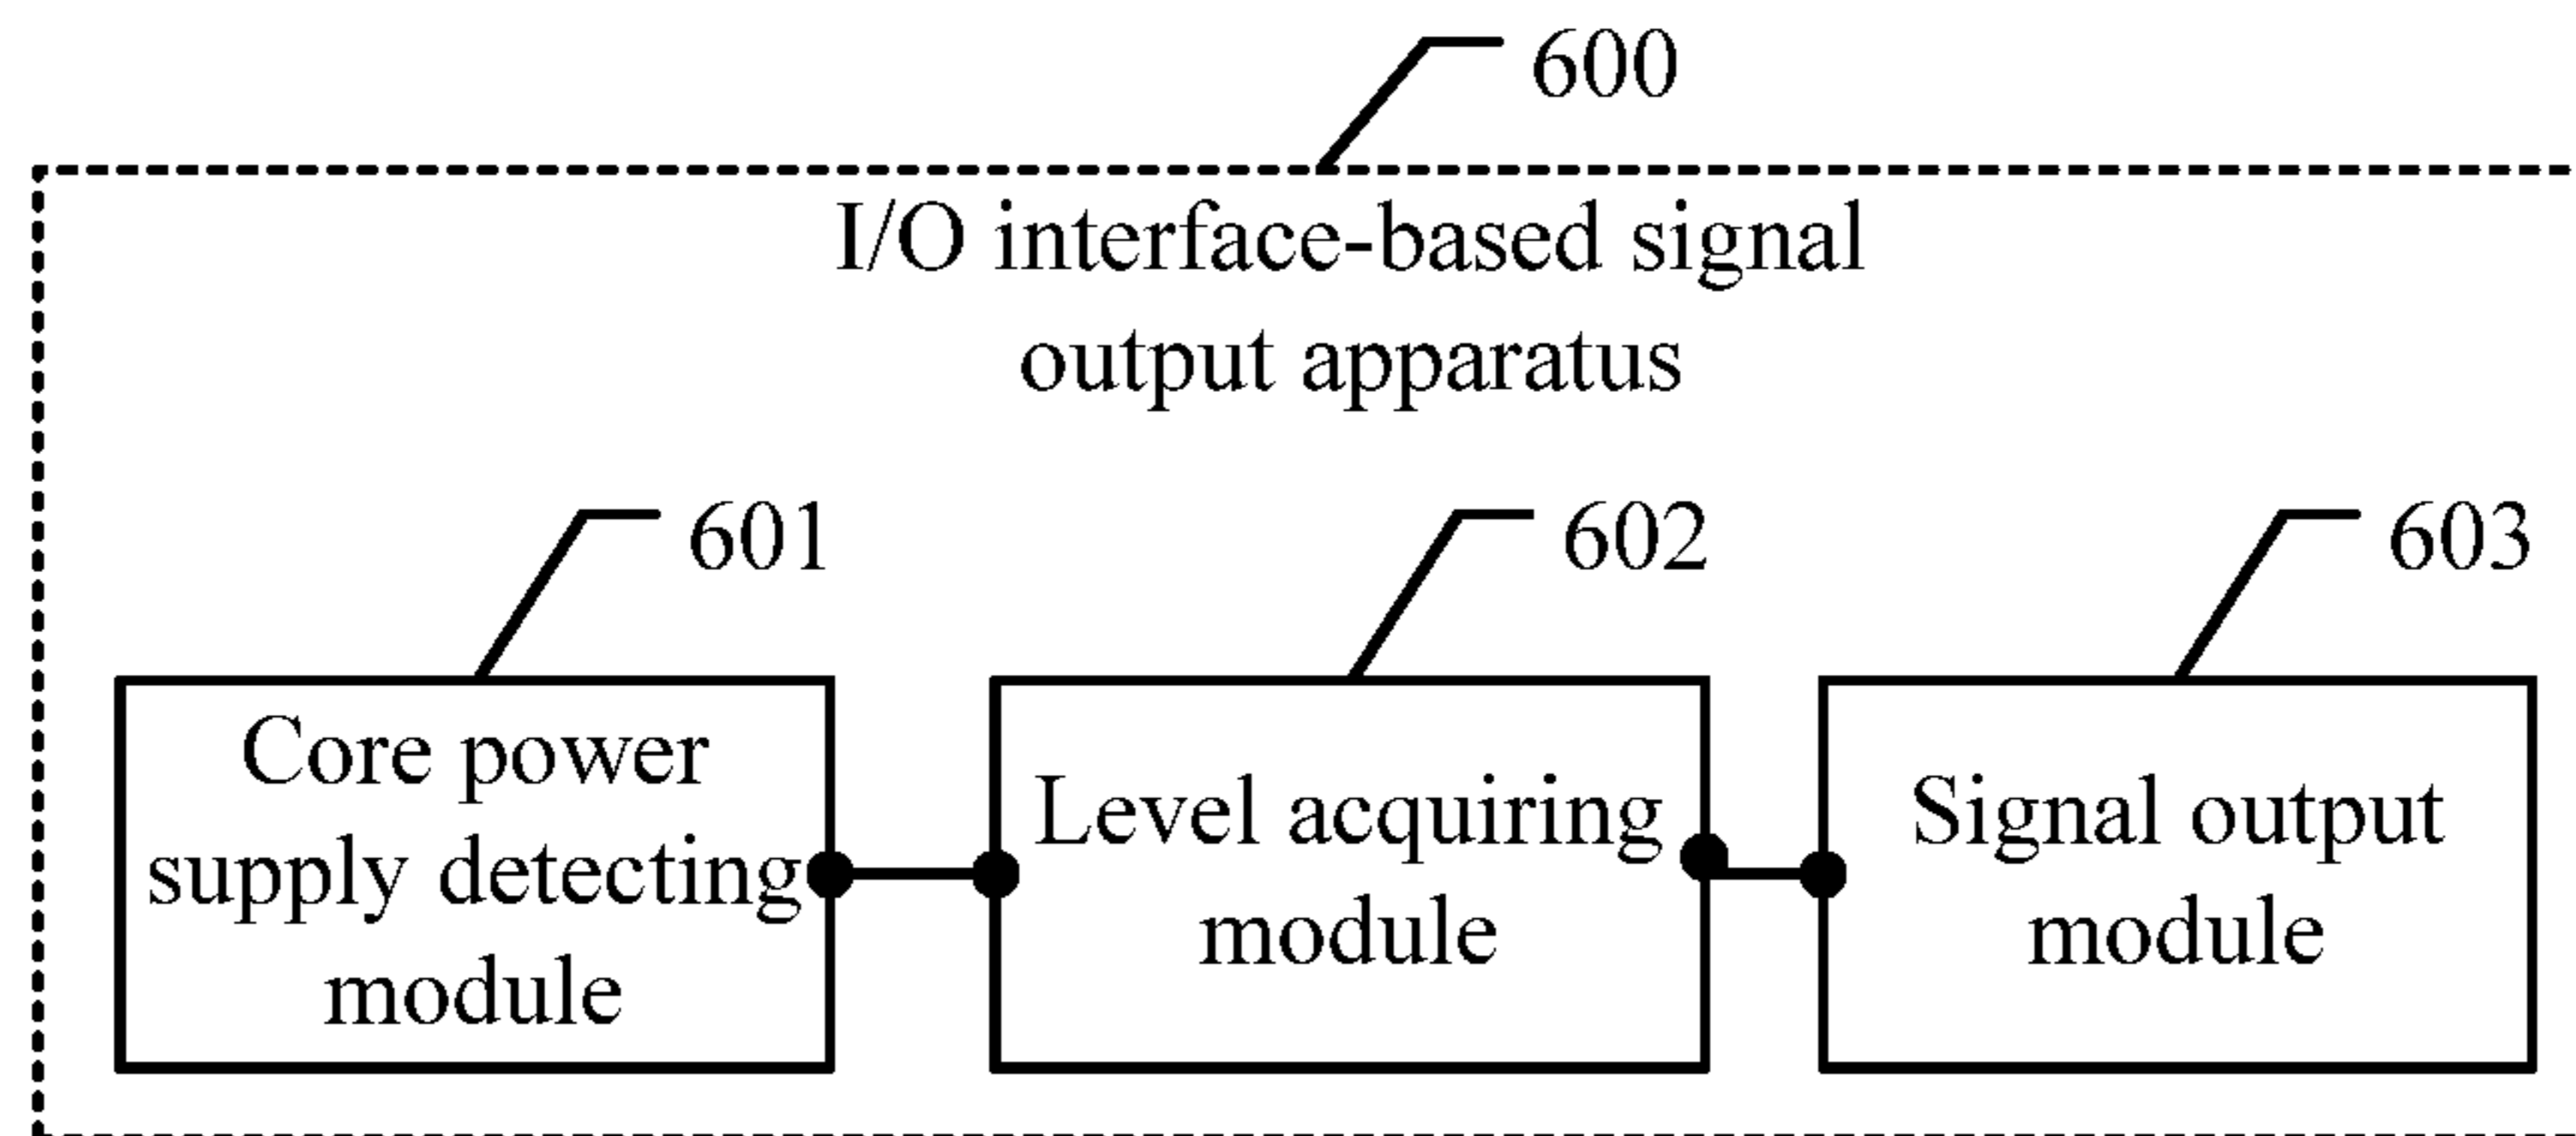 600
I/O interface-based signal
output apparatus
601
602
603
Core power
supply detecting
module
Level acquiring
module
Signal output
module